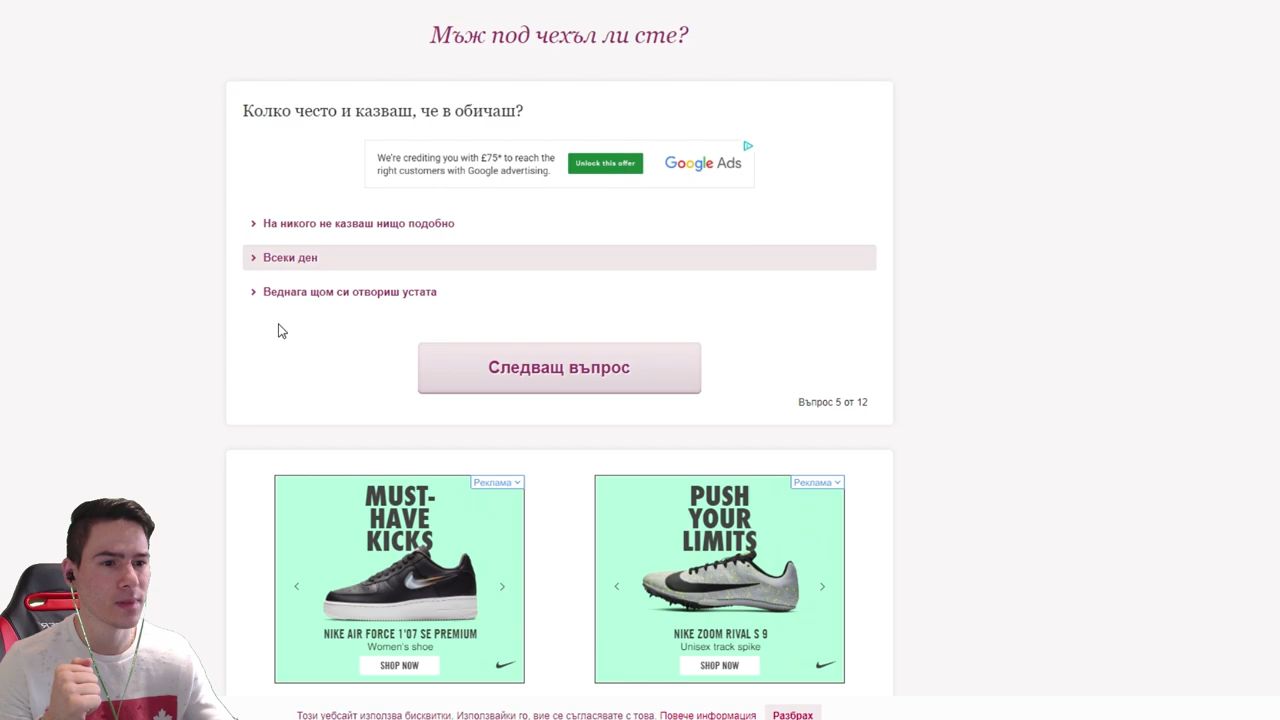 Мъж под чехъл ли сте?
Колко често и казваш, че в обичаш?
We're crediting you with £75* to reach the
right customers with Google advertising.
Unlock this offer
Google Ads
На никого не казваш нищо подобно
Всеки ден
Веднага щом си отвориш устата
Следващ въпрос
Въпрос 5 от 12
Реклама
MUST-
HAVE
KICKS
NIKE AIR FORCE 1'07 SE PREMIUM
Women's shoe
SHOP NOW
Реклама
PUSH
YOUR
LIMITS
NIKE ZOOM RIVAL S 9
Unisex track spike
SHOP NOW
Този уебсайт използва бисквитки. Използвайки го, вие се съгласявате с това. Повече информация Разбрах